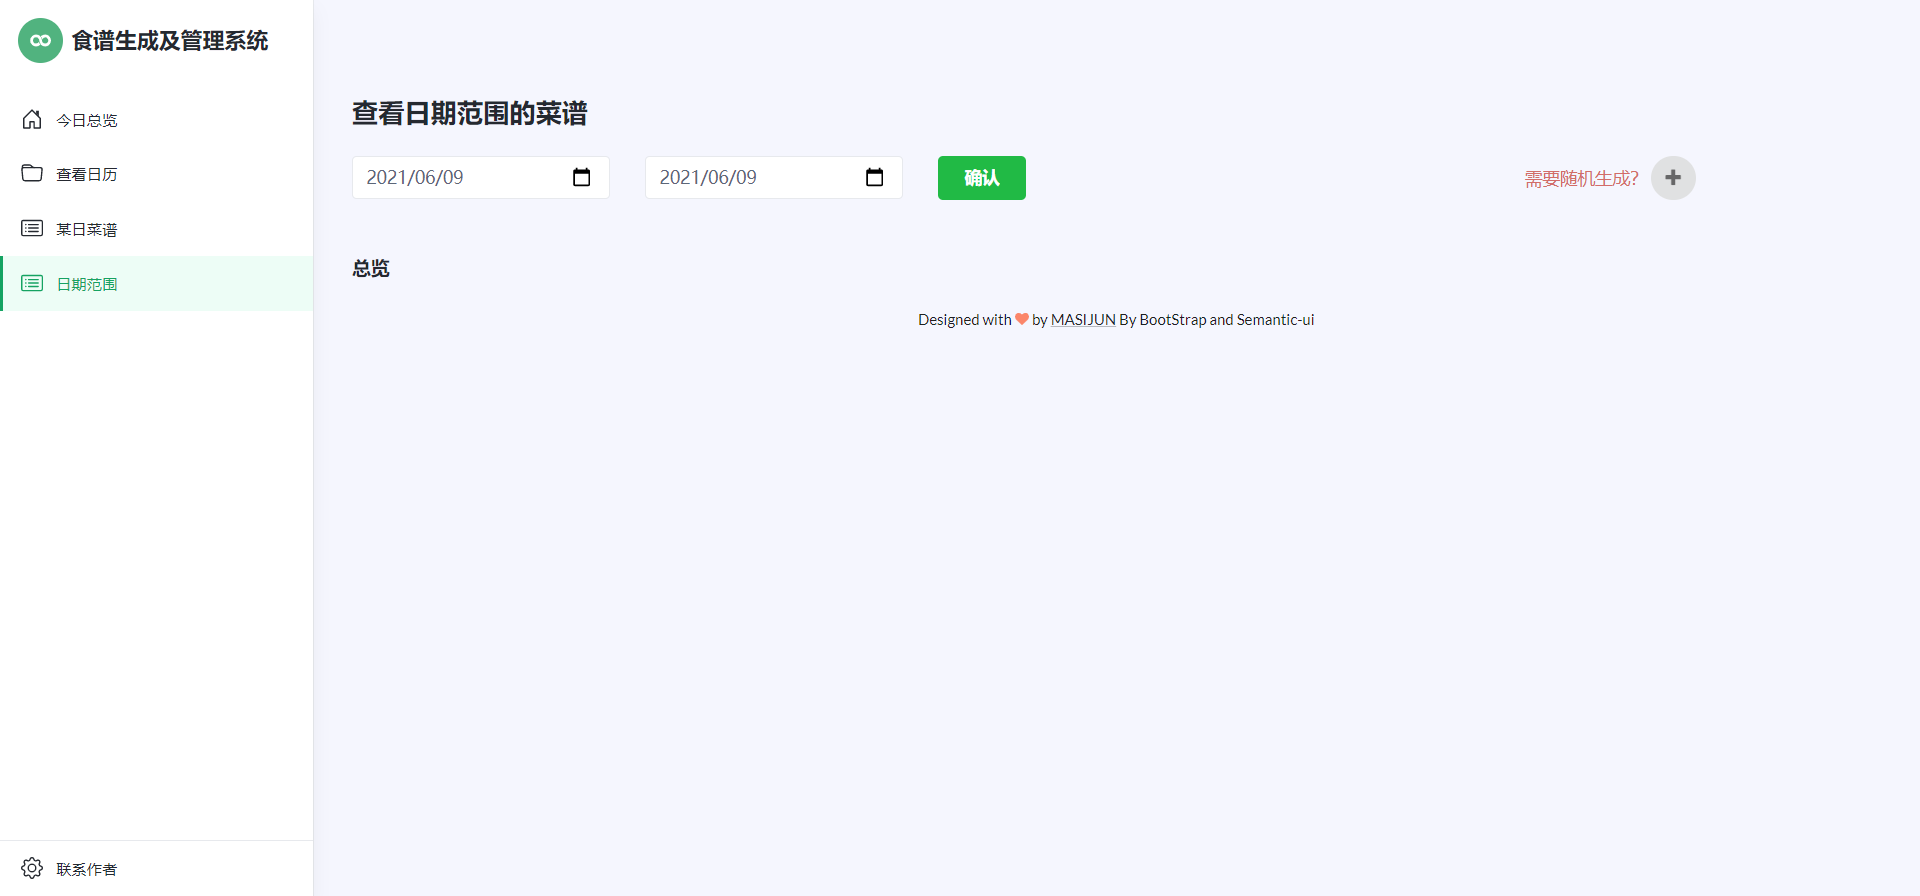 食谱生成及管理系统
今日总览
查看日历
某日菜谱
日期范围
联系作者
查看日期范围的菜谱
2021/06/09
2021/06/09
确认
需要随机生成?
总览
Designed with by MASIJUN By BootStrap and Semantic-ui